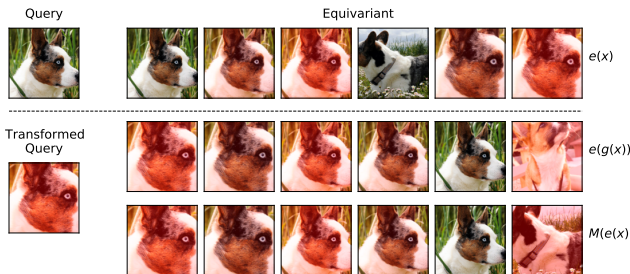 Query
Equivariant
e(x)
Transformed
Query
e(g(x))
M(e(x)